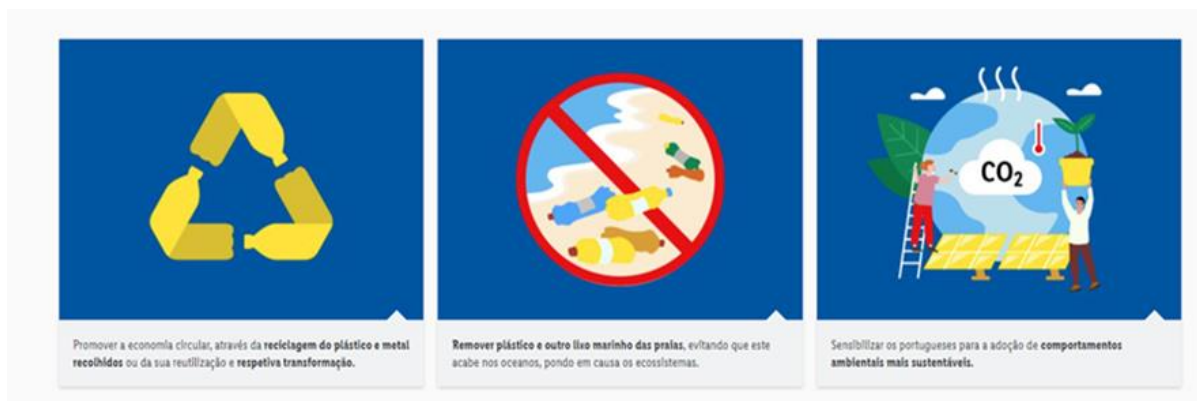 CO₂
Promover a economia circular, através da reciclagem do plástico e metal
recolhidos ou da sua reutilização e respetiva transformação.
Remover plástico e outro lixo marinho das praias, evitando que este
acabe nos oceanos, pondo em causa os ecossistemas.
Sensibilizar os portugueses para a adoção de comportamentos
ambientais mais sustentáveis.